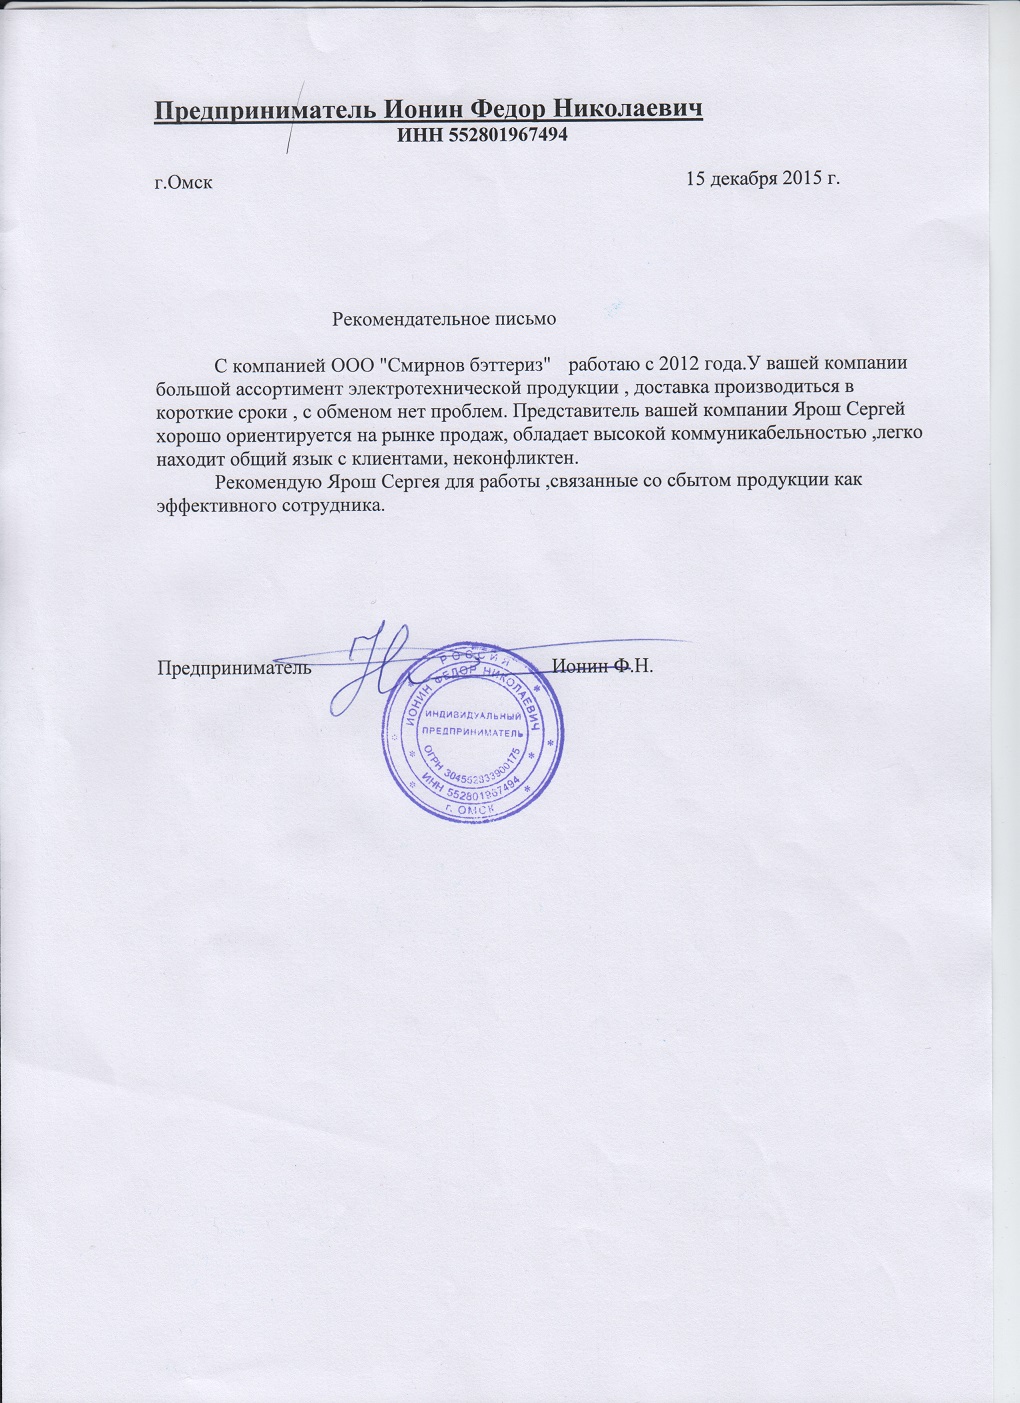 Предприниматель Ионин Федор Николаевич
ИНН 552801967494
г.Омск 15 декабря 2015 г.
Рекомендательное письмо
С компанией ООО "Смирнов бэттериз" работаю с 2012 года.У вашей компании
большой ассортимент электротехнической продукции , доставка производиться в
короткие сроки , с обменом нет проблем. Представитель вашей компании Ярош Сергей
хорошо ориентируется на рынке продаж, обладает высокой коммуникабельностью ,легко
находит общий язык с клиентами, неконфликтен.
Рекомендую Ярош Сергея для работы ,связанные со сбытом продукции как
эффективного сотрудника.
Предприниматель Ионин Ф.Н.
РОССИЯ
ИОНИН ФЕДОР НИКОЛАЕВИЧ
ИНДИВИДУАЛЬНЫЙ
ПРЕДПРИНИМАТЕЛЬ
ОГРН
ИНН 552801967494
г. ОМСК